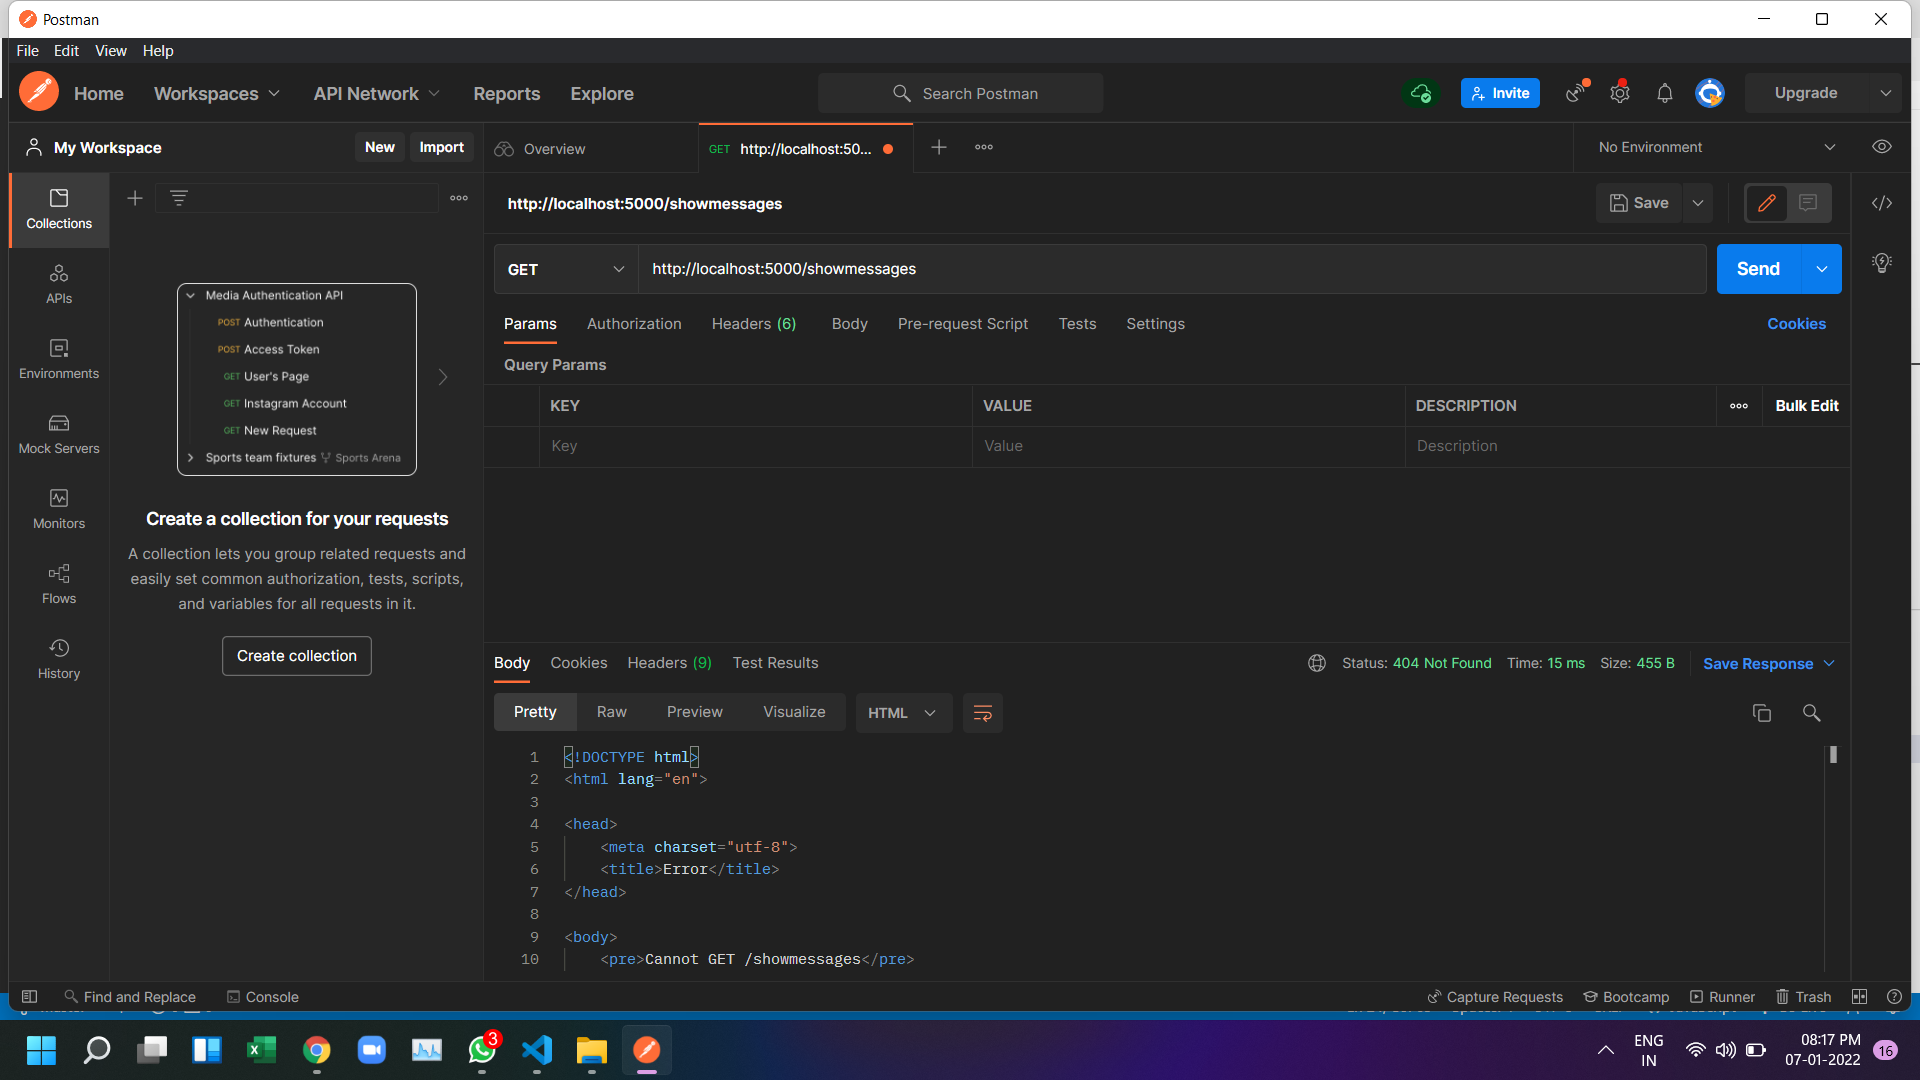 Postman
File Edit View Help
Home Workspaces API Network Reports Explore
Search Postman
Invite
Upgrade
My Workspace
New Import
Overview
GET http://localhost:50...
No Environment
Collections
APIs
Environments
Mock Servers
Monitors
Flows
History
Media Authentication API
POST Authentication
POST Access Token
GET User's Page
GET Instagram Account
GET New Request
Sports team fixtures Sports Arena
Create a collection for your requests
A collection lets you group related requests and
easily set common authorization, tests, scripts,
and variables for all requests in it.
Create collection
http://localhost:5000/showmessages
Save
GET http://localhost:5000/showmessages
Send
Params Authorization Headers (6) Body Pre-request Script Tests Settings
Cookies
Query Params
KEY VALUE DESCRIPTION Bulk Edit
Key Value Description
Body Cookies Headers (9) Test Results
Status: 404 Not Found Time: 15 ms Size: 455 B Save Response
Pretty Raw Preview Visualize HTML
1 <!DOCTYPE html>
2 <html lang="en">
3
4 <head>
5 <meta charset="utf-8">
6 <title>Error</title>
7 </head>
8
9 <body>
10 <pre>Cannot GET /showmessages</pre>
Find and Replace Console
Capture Requests Bootcamp Runner Trash
3
ENG
IN
08:17 PM
07-01-2022
16